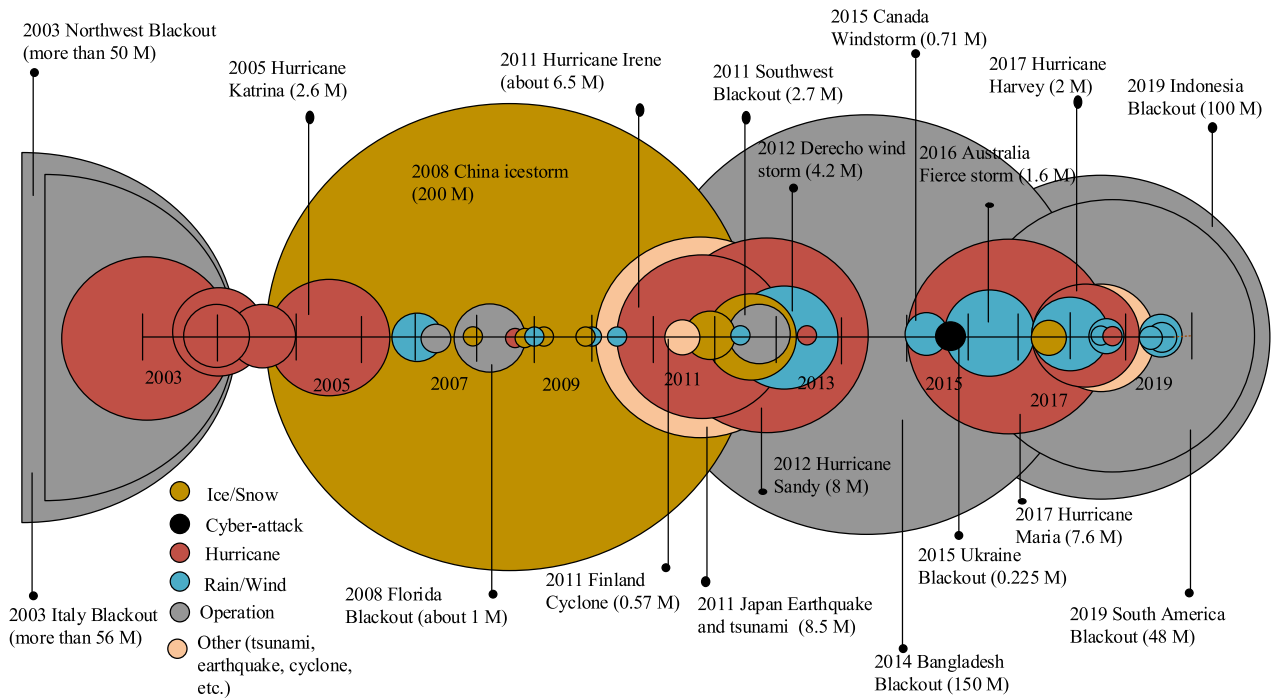 2003 Northwest Blackout
(more than 50 M)
2005 Hurricane
Katrina (2.6 M)
2008 China icestorm
(200 M)
2011 Hurricane Irene
(about 6.5 M)
2011 Southwest
Blackout (2.7 M)
2012 Derecho wind
storm (4.2 M)
2015 Canada
Windstorm (0.71 M)
2016 Australia
Fierce storm (1.6 M)
2017 Hurricane
Harvey (2 M)
2019 Indonesia
Blackout (100 M)
2003
2005
2007
2009
2011
2013
2015
2017
2019
2003 Italy Blackout
(more than 56 M)
Ice/Snow
Cyber-attack
Hurricane
Rain/Wind
Operation
Other (tsunami,
earthquake, cyclone,
etc.)
2008 Florida
Blackout (about 1 M)
2011 Finland
Cyclone (0.57 M)
2011 Japan Earthquake
and tsunami (8.5 M)
2012 Hurricane
Sandy (8 M)
2014 Bangladesh
Blackout (150 M)
2015 Ukraine
Blackout (0.225 M)
2017 Hurricane
Maria (7.6 M)
2019 South America
Blackout (48 M)